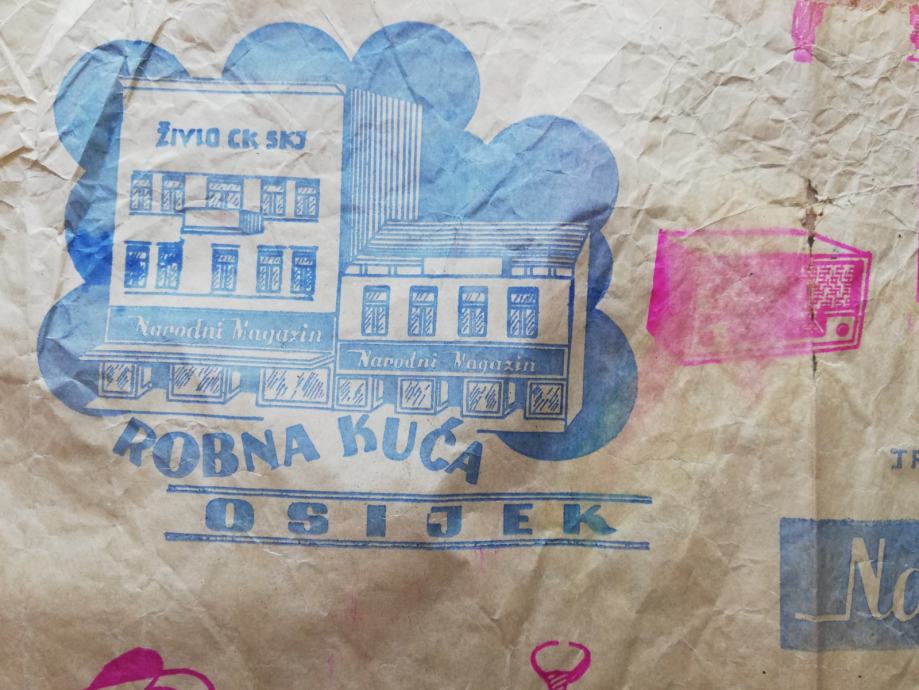 ŽIVIO CK SKJ
Narodni Magazin
Narodni Magazin
ROBNA KUĆA
OSIJEK